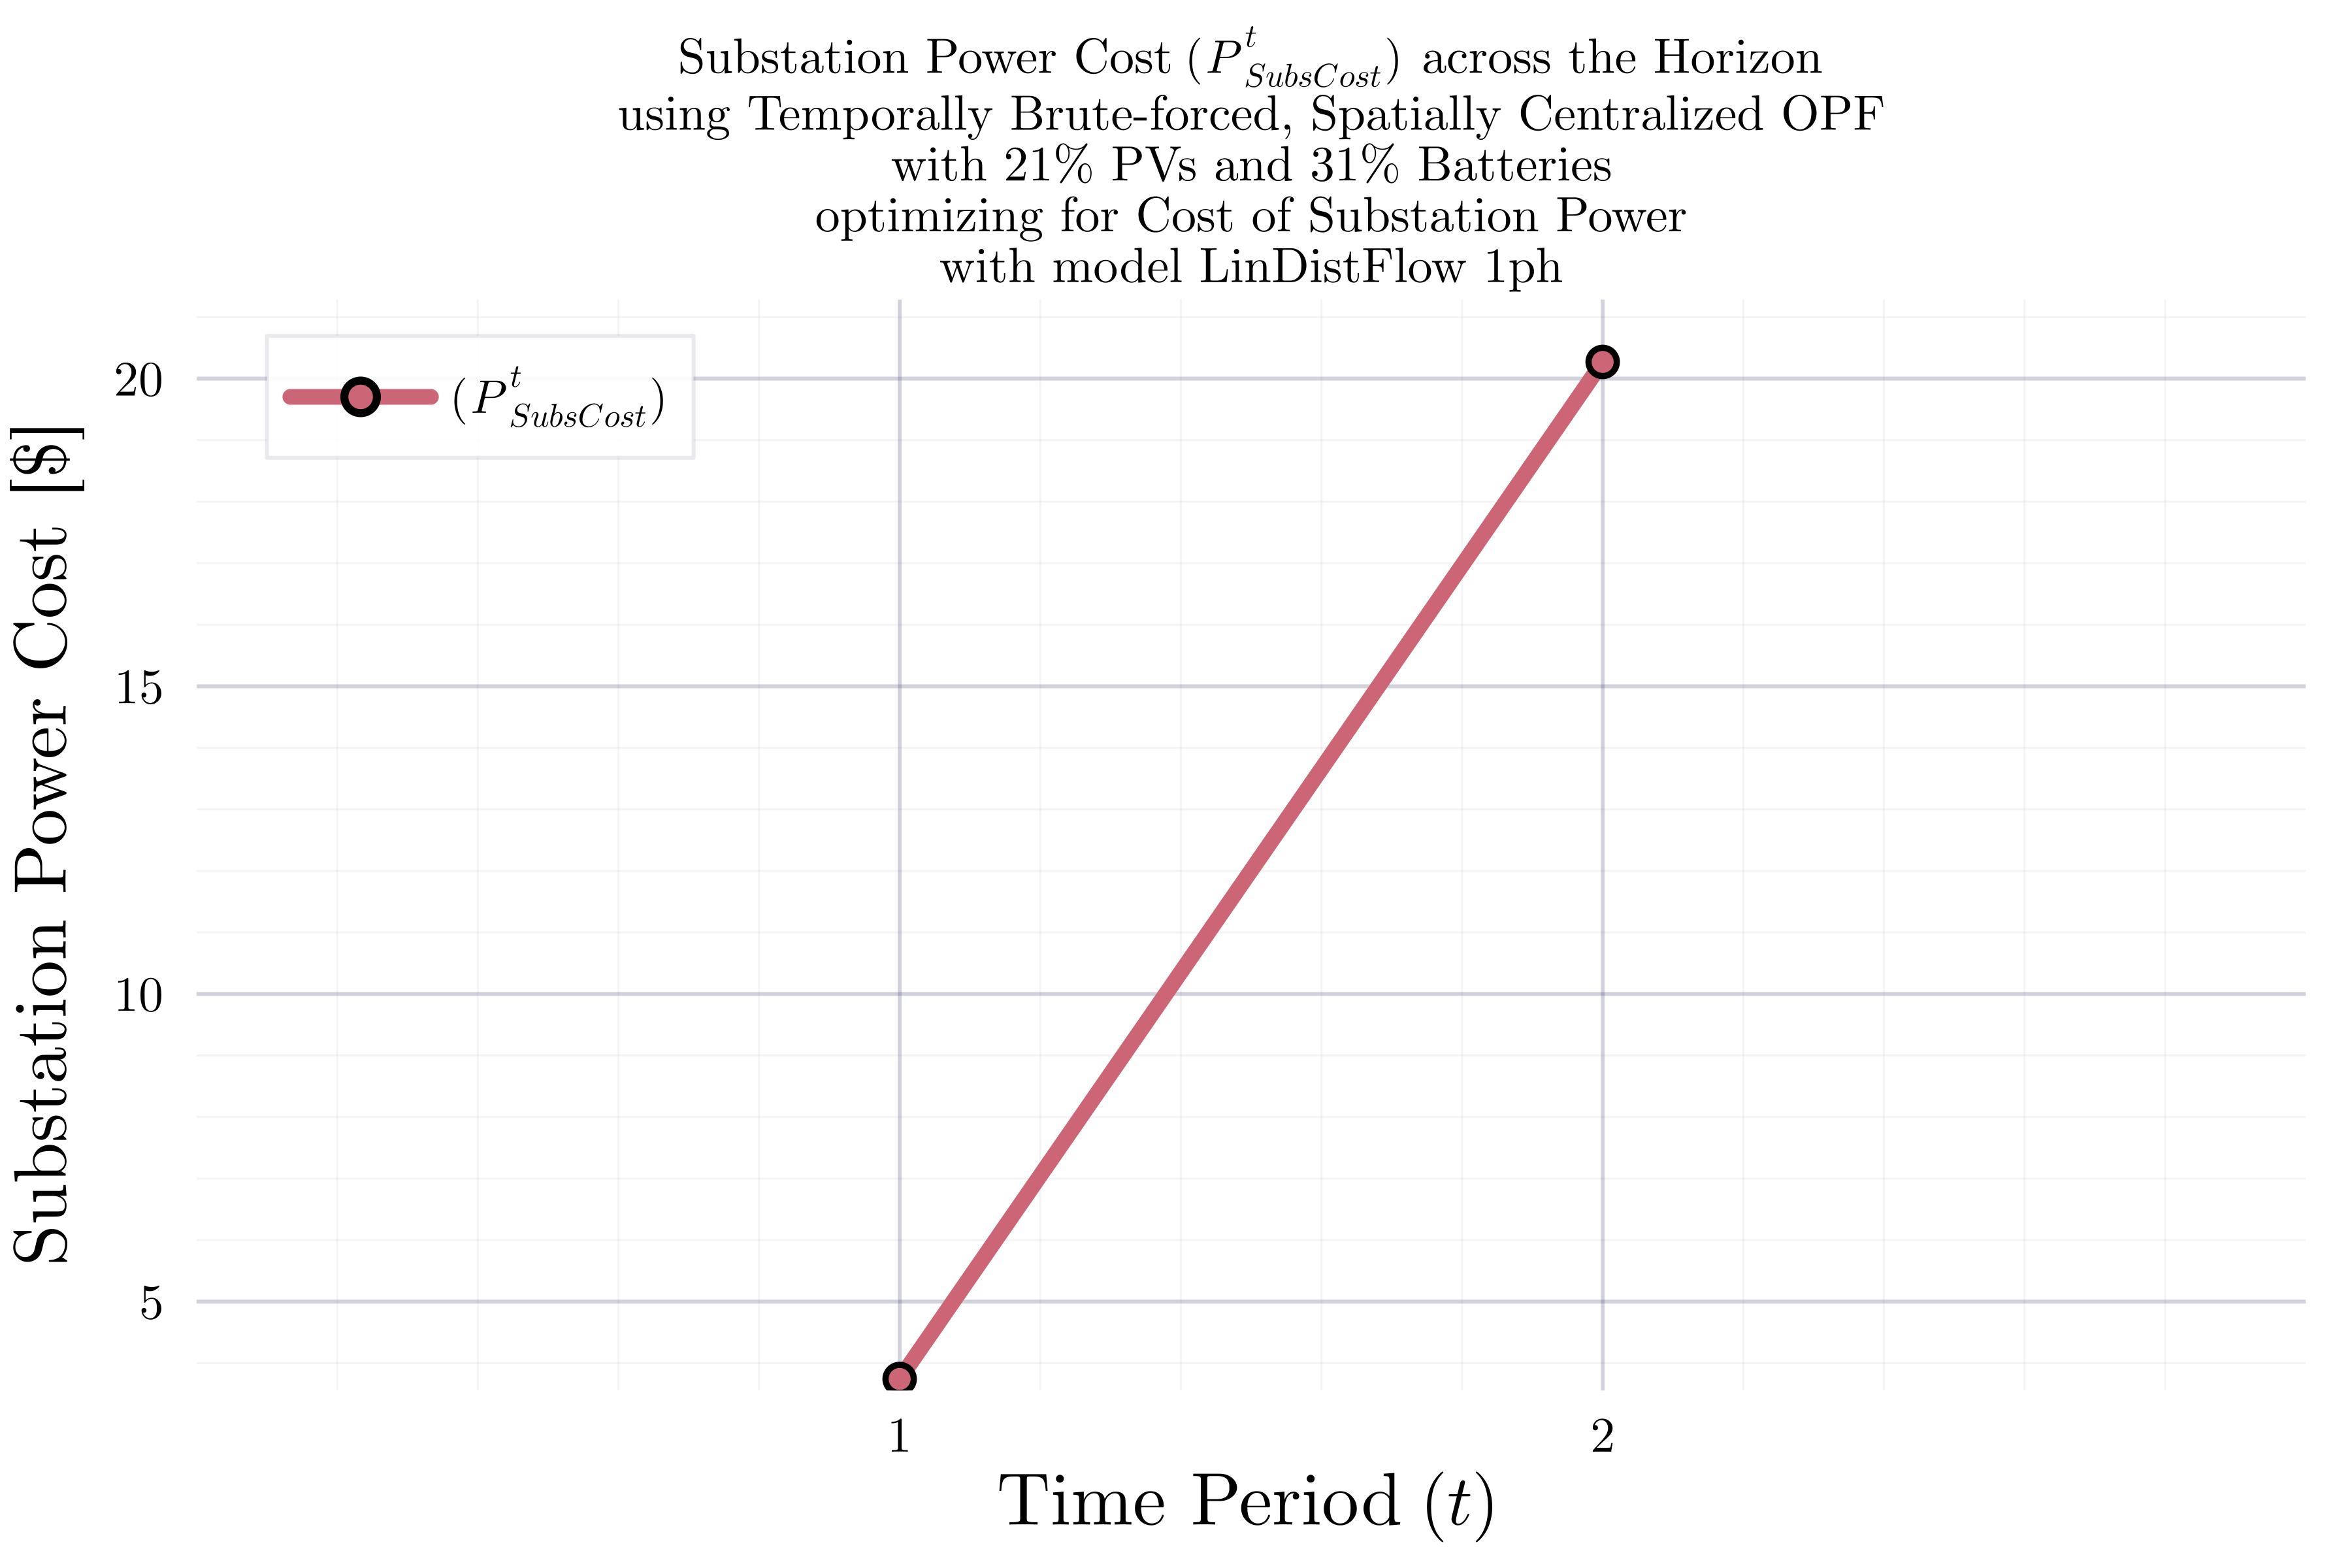 Substation Power Cost (P^t_SubsCost) across the Horizon
using Temporally Brute-forced, Spatially Centralized OPF
with 21% PVs and 31% Batteries
optimizing for Cost of Substation Power
with model LinDistFlow 1ph
(P^t_SubsCost)
Substation Power Cost [$]
20
15
10
5
1
2
Time Period (t)